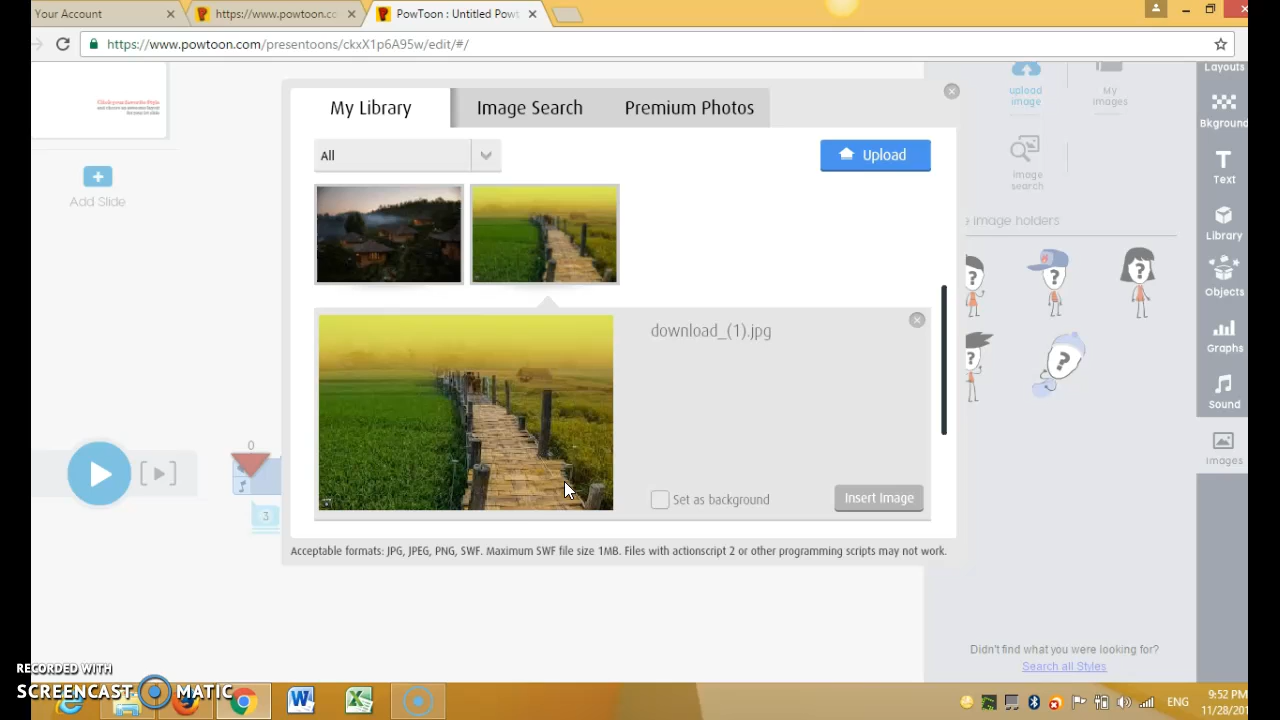 Your Account
https://www.powtoon.co
PowToon : Untitled Powt
https://www.powtoon.com/presentoons/ckxX1p6A95w/edit/#/
Add Slide
0
3
My Library
Image Search
Premium Photos
All
Upload
download_(1).jpg
Set as background
Insert Image
Acceptable formats: JPG, JPEG, PNG, SWF. Maximum SWF file size 1MB. Files with actionscript 2 or other programming scripts may not work.
upload
image
My
images
image
search
image holders
Layouts
Bkground
Text
Library
Objects
Graphs
Sound
Images
Didn't find what you were looking for?
Search all Styles
RECORDED WITH
SCREENCAST MATIC
ENG
9:52 PM
11/28/20